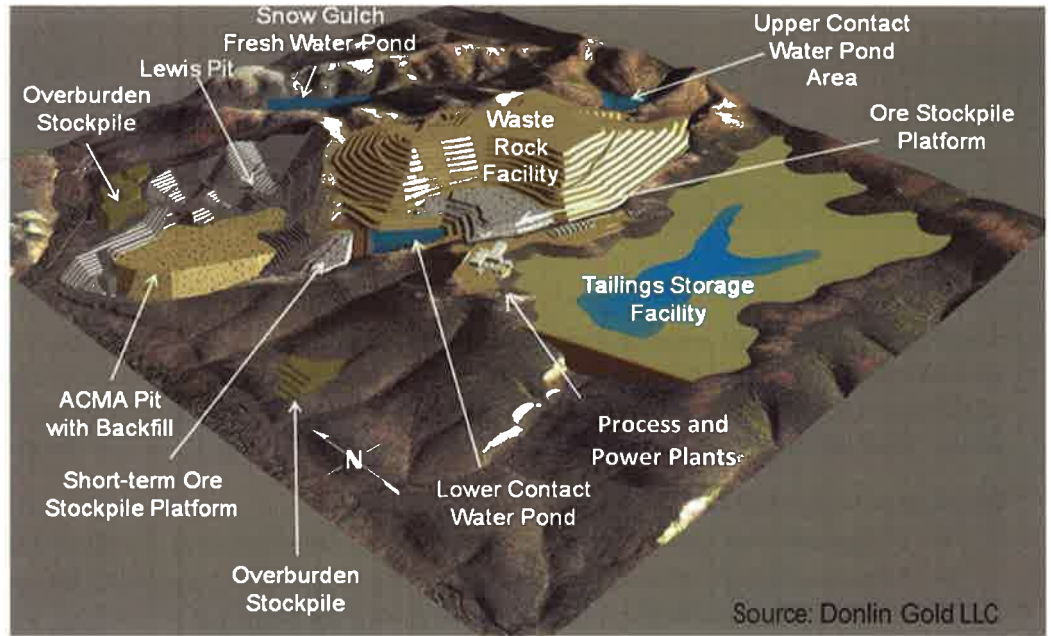 Snow Gulch
Fresh Water Pond
Upper Contact
Water Pond
Area
Lewis Pit
Overburden
Stockpile
Waste
Rock
Facility
Ore Stockpile
Platform
Tailings Storage
Facility
ACMA Pit
with Backfill
Process and
Power Plants
N
Short-term Ore
Stockpile Platform
Lower Contact
Water Pond
Overburden
Stockpile
Source: Donlin Gold LLC